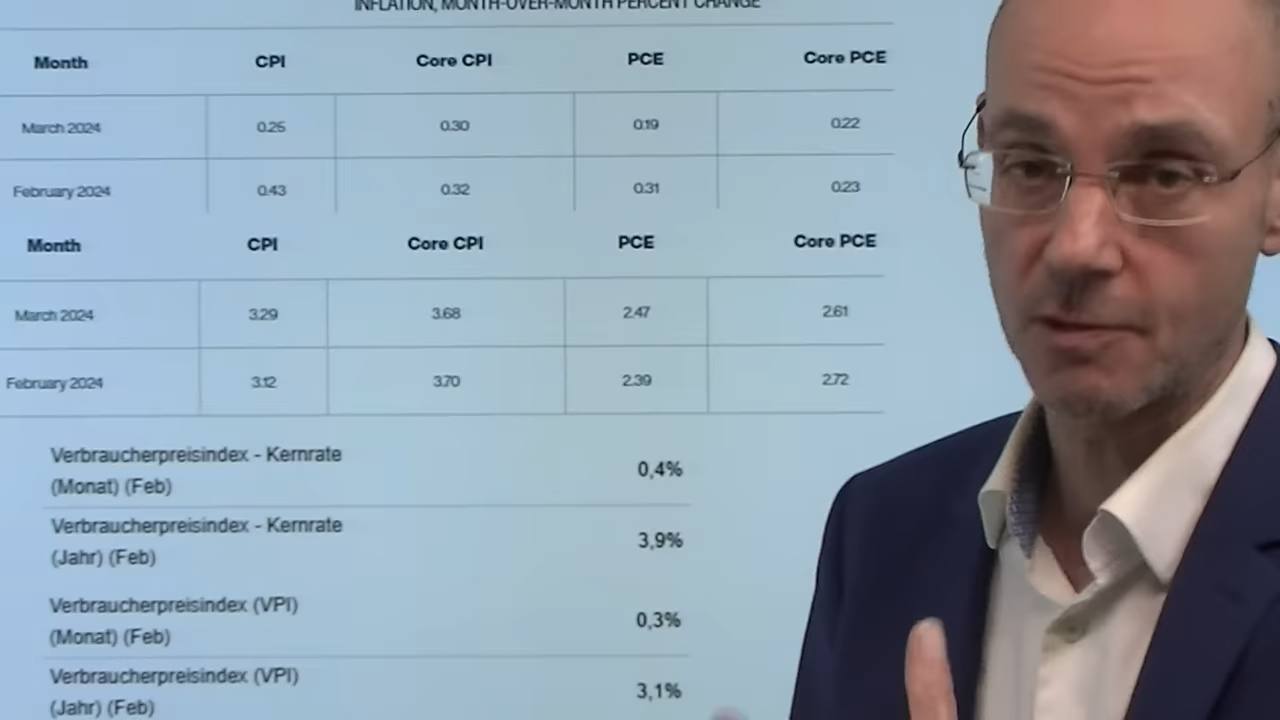 INFLATION, MONTH-OVER-MONTH PERCENT CHANGE
Month CPI Core CPI PCE Core PCE
March 2024 0.25 0.30 0.19 0.22
February 2024 0.43 0.32 0.31 0.23
Month CPI Core CPI PCE Core PCE
March 2024 3.29 3.68 2.47 2.61
February 2024 3.12 3.70 2.39 2.72
Verbraucherpreisindex - Kernrate
(Monat) (Feb) 0,4%
Verbraucherpreisindex - Kernrate
(Jahr) (Feb) 3,9%
Verbraucherpreisindex (VPI)
(Monat) (Feb) 0,3%
Verbraucherpreisindex (VPI)
(Jahr) (Feb) 3,1%